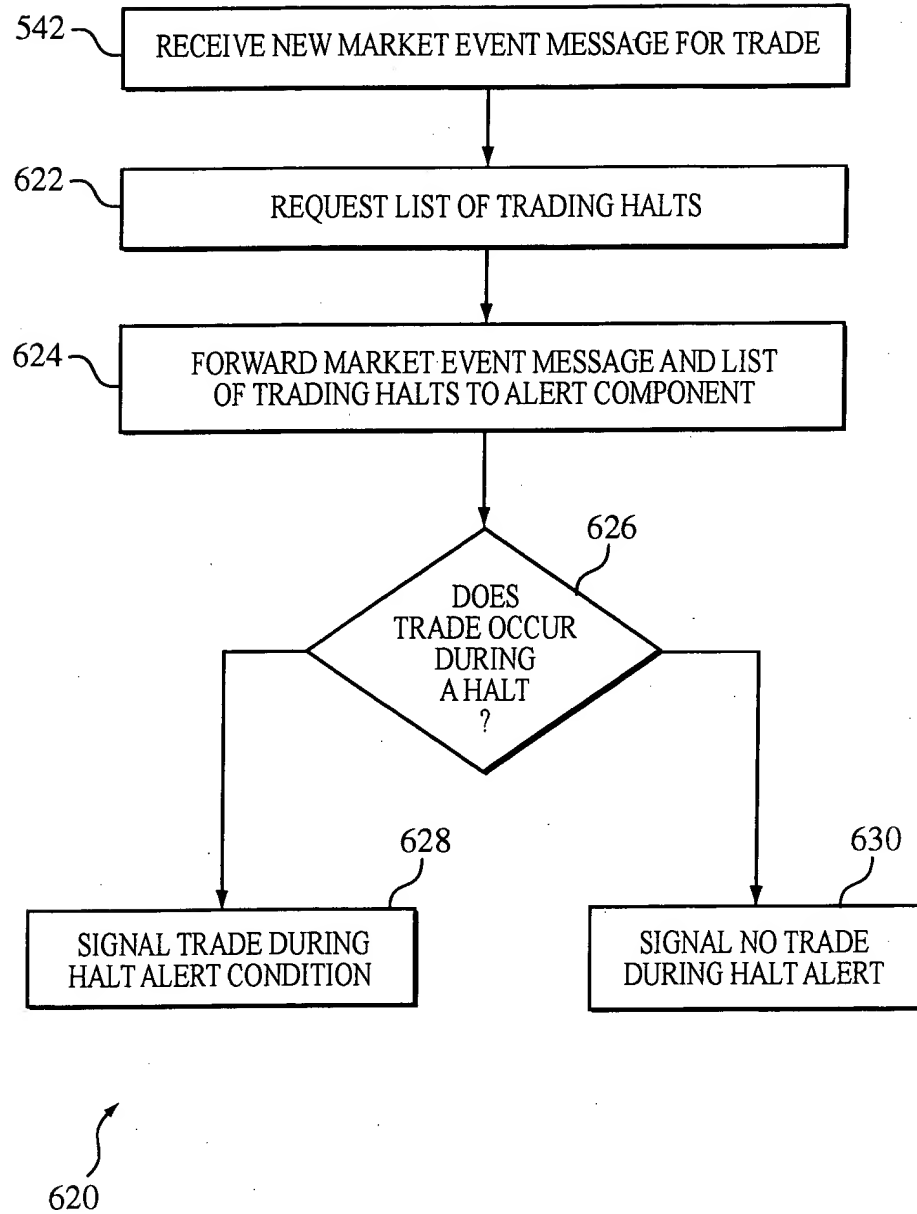 542
RECEIVE NEW MARKET EVENT MESSAGE FOR TRADE
622
REQUEST LIST OF TRADING HALTS
624
FORWARD MARKET EVENT MESSAGE AND LIST
OF TRADING HALTS TO ALERT COMPONENT
626
DOES
TRADE OCCUR
DURING
A HALT
?
628
SIGNAL TRADE DURING
HALT ALERT CONDITION
630
SIGNAL NO TRADE
DURING HALT ALERT
620